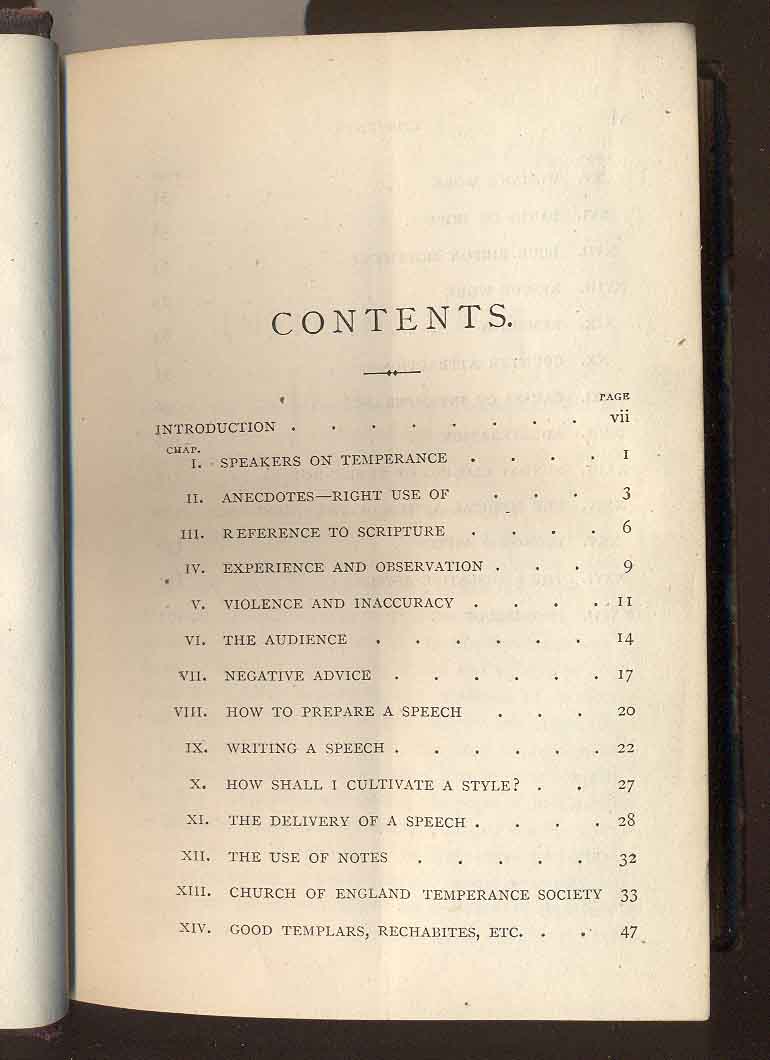 CONTENTS.
PAGE
INTRODUCTION . . . . . . . . vii
CHAP.
I. SPEAKERS ON TEMPERANCE . . . . 1
II. ANECDOTES—RIGHT USE OF . . . 3
III. REFERENCE TO SCRIPTURE . . . . 6
IV. EXPERIENCE AND OBSERVATION . . . 9
V. VIOLENCE AND INACCURACY . . . . 11
VI. THE AUDIENCE . . . . . . 14
VII. NEGATIVE ADVICE . . . . . . 17
VIII. HOW TO PREPARE A SPEECH . . . 20
IX. WRITING A SPEECH . . . . . . 22
X. HOW SHALL I CULTIVATE A STYLE? . . 27
XI. THE DELIVERY OF A SPEECH . . . . 28
XII. THE USE OF NOTES . . . . . 32
XIII. CHURCH OF ENGLAND TEMPERANCE SOCIETY 33
XIV. GOOD TEMPLARS, RECHABITES, ETC. . . 47